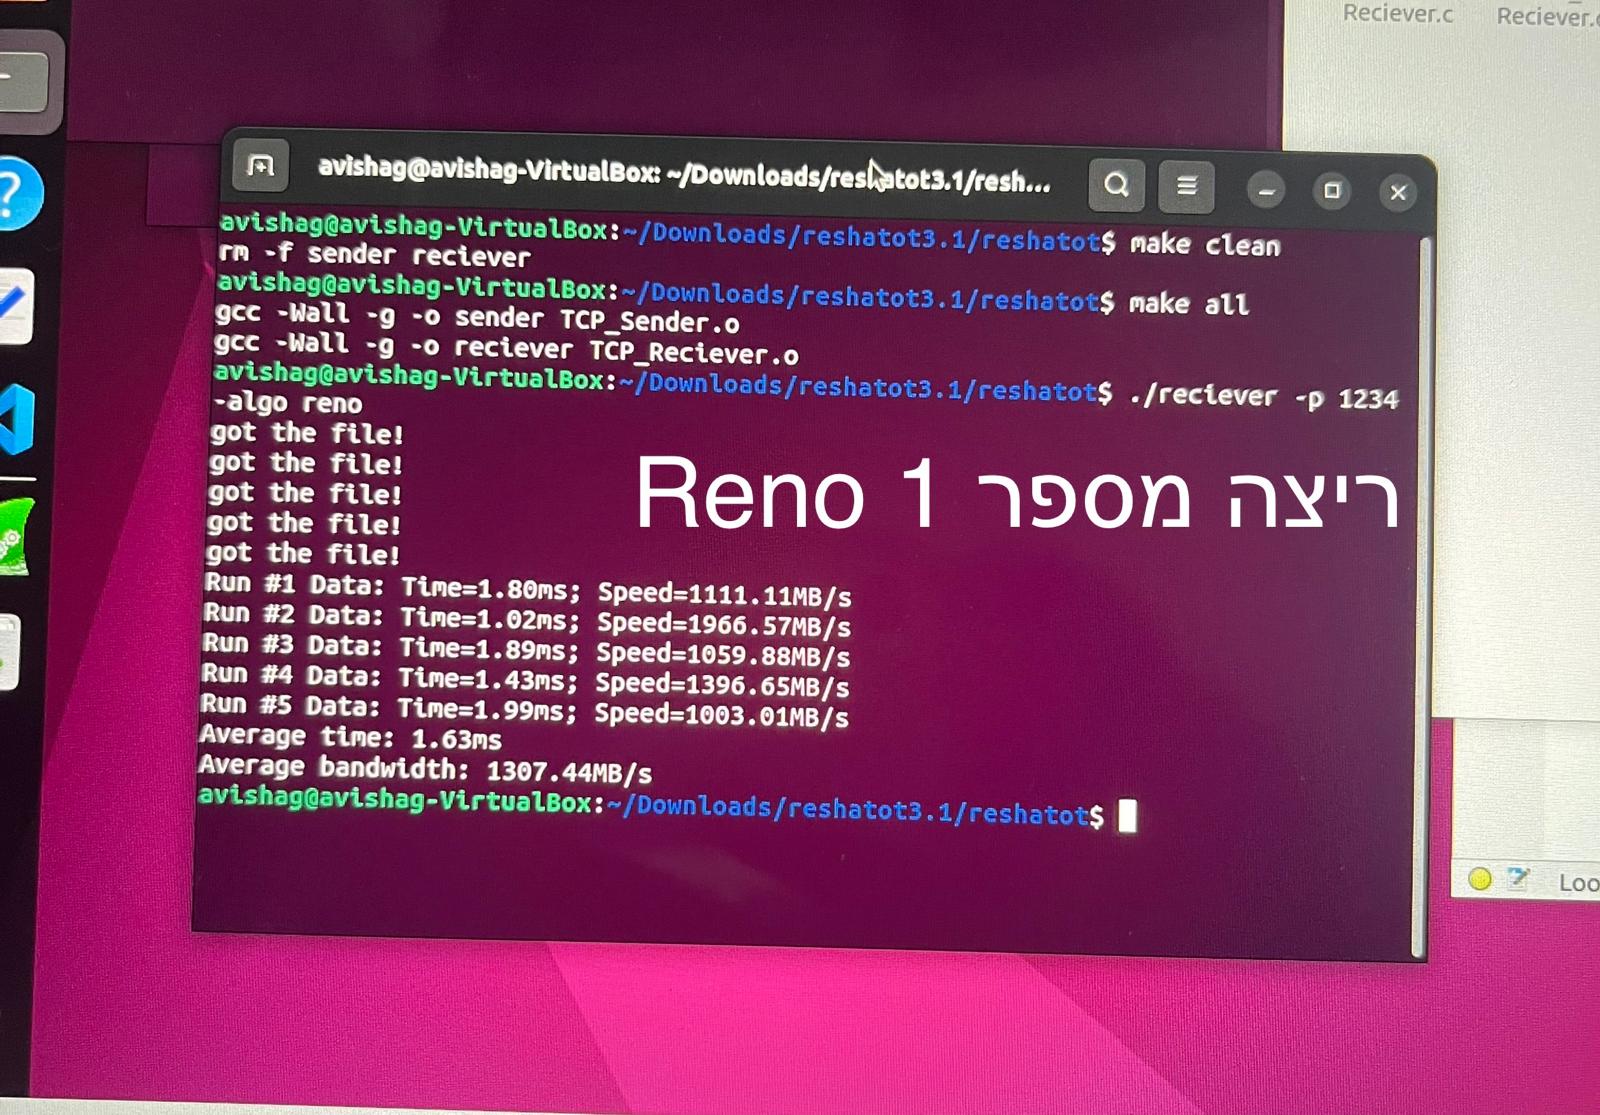 Reciever.c Reciever.
avishag@avishag-VirtualBox: ~/Downloads/reshatot3.1/resh...
avishag@avishag-VirtualBox:~/Downloads/reshatot3.1/reshatot$ make clean
rm -f sender reciever
avishag@avishag-VirtualBox:~/Downloads/reshatot3.1/reshatot$ make all
gcc -Wall -g -o sender TCP_Sender.o
gcc -Wall -g -o reciever TCP_Reciever.o
avishag@avishag-VirtualBox:~/Downloads/reshatot3.1/reshatot$ ./reciever -p 1234
-algo reno
got the file!
got the file!
got the file!
got the file!
got the file!
ריצה מספר 1 Reno
Run #1 Data: Time=1.80ms; Speed=1111.11MB/s
Run #2 Data: Time=1.02ms; Speed=1966.57MB/s
Run #3 Data: Time=1.89ms; Speed=1059.88MB/s
Run #4 Data: Time=1.43ms; Speed=1396.65MB/s
Run #5 Data: Time=1.99ms; Speed=1003.01MB/s
Average time: 1.63ms
Average bandwidth: 1307.44MB/s
avishag@avishag-VirtualBox:~/Downloads/reshatot3.1/reshatot$
Loo